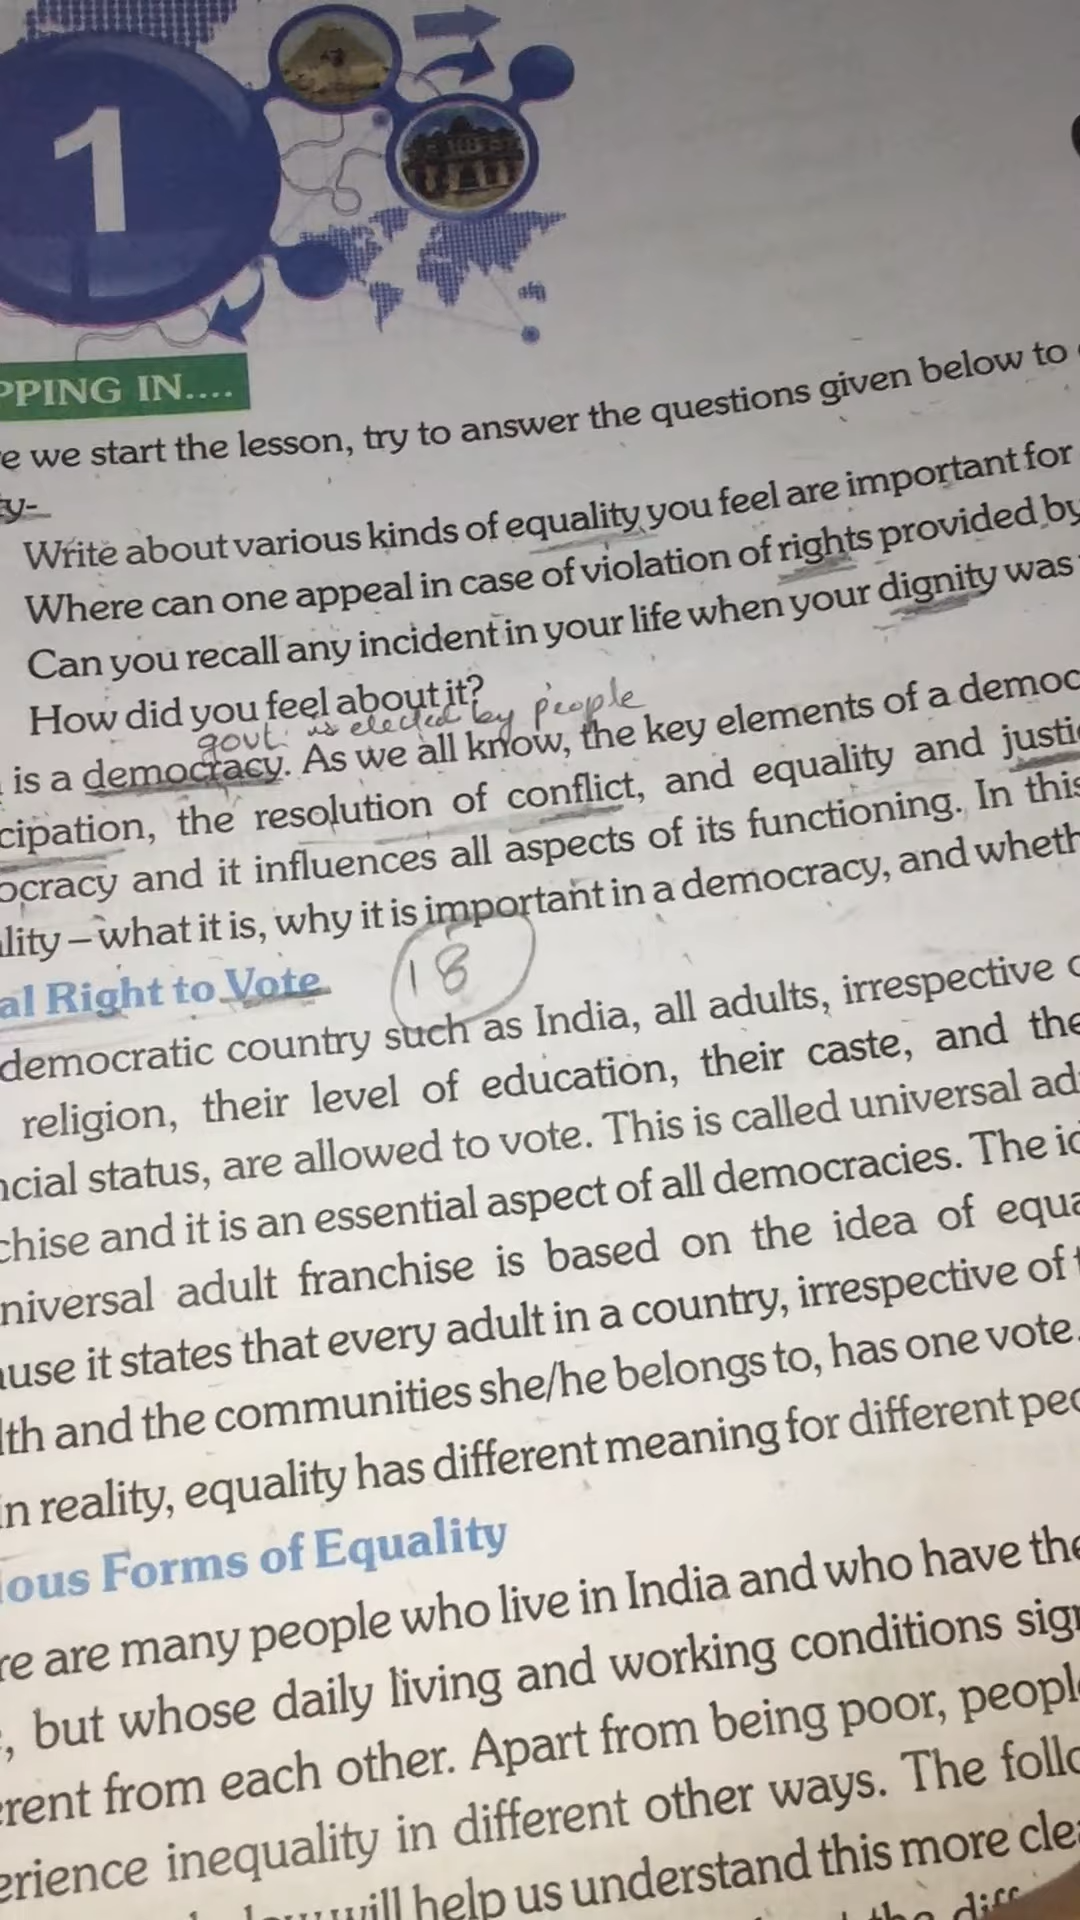 1
PPING IN....
e we start the lesson, try to answer the questions given below to
ty-
Write about various kinds of equality you feel are important for
Where can one appeal in case of violation of rights provided by
Can you recall any incident in your life when your dignity was
How did you feel about it?
govt. is elected by people
is a democracy. As we all know, the key elements of a democ
cipation, the resolution of conflict, and equality and justi
ocracy and it influences all aspects of its functioning. In this
ality – what it is, why it is important in a democracy, and wheth
18
al Right to Vote
democratic country such as India, all adults, irrespective o
religion, their level of education, their caste, and the
ncial status, are allowed to vote. This is called universal ad
chise and it is an essential aspect of all democracies. The id
niversal adult franchise is based on the idea of equa
ause it states that every adult in a country, irrespective of t
lth and the communities she/he belongs to, has one vote.
in reality, equality has different meaning for different peo
ious Forms of Equality
re are many people who live in India and who have the
, but whose daily living and working conditions sign
erent from each other. Apart from being poor, people
erience inequality in different other ways. The follo
will help us understand this more clea
the diff